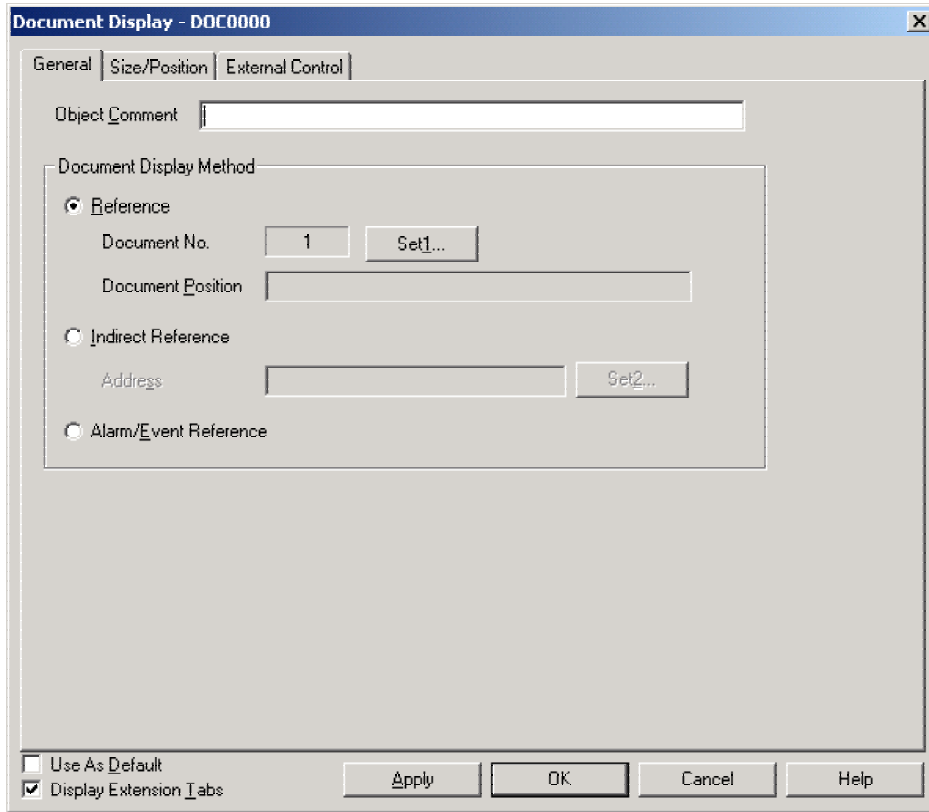 Document Display - DOC0000
General Size/Position External Control
Object Comment
Document Display Method
Reference
Document No. 1 Set1...
Document Position
Indirect Reference
Address Set2...
Alarm/Event Reference
Use As Default
Display Extension Tabs
Apply OK Cancel Help